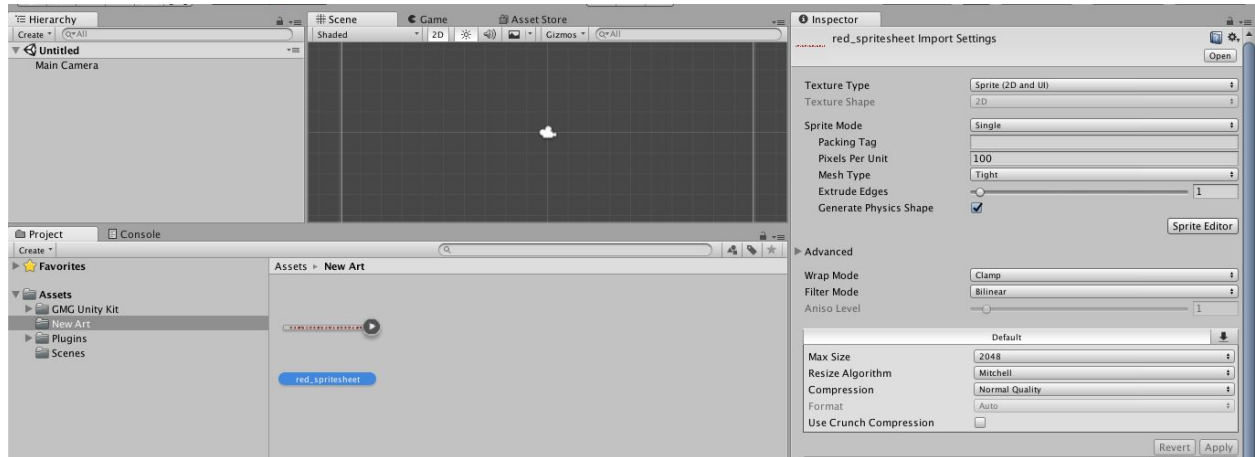 Hierarchy
Create
All
Untitled
Main Camera
Scene
Game
Asset Store
Shaded
2D
Gizmos
All
Project
Console
Create
Favorites
Assets
GMG Unity Kit
New Art
Plugins
Scenes
Assets ▸ New Art
red_spritesheet
Inspector
red_spritesheet Import Settings
Open
Texture Type Sprite (2D and UI)
Texture Shape 2D
Sprite Mode Single
Packing Tag
Pixels Per Unit 100
Mesh Type Tight
Extrude Edges 1
Generate Physics Shape
Sprite Editor
Advanced
Wrap Mode Clamp
Filter Mode Bilinear
Aniso Level 1
Default
Max Size 2048
Resize Algorithm Mitchell
Compression Normal Quality
Format Auto
Use Crunch Compression
Revert Apply